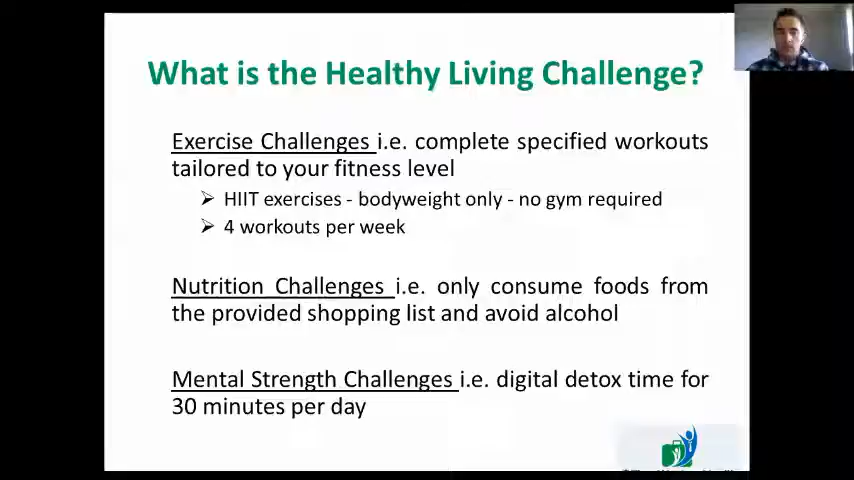 What is the Healthy Living Challenge?
Exercise Challenges i.e. complete specified workouts
tailored to your fitness level
➢ HIIT exercises - bodyweight only - no gym required
➢ 4 workouts per week
Nutrition Challenges i.e. only consume foods from
the provided shopping list and avoid alcohol
Mental Strength Challenges i.e. digital detox time for
30 minutes per day